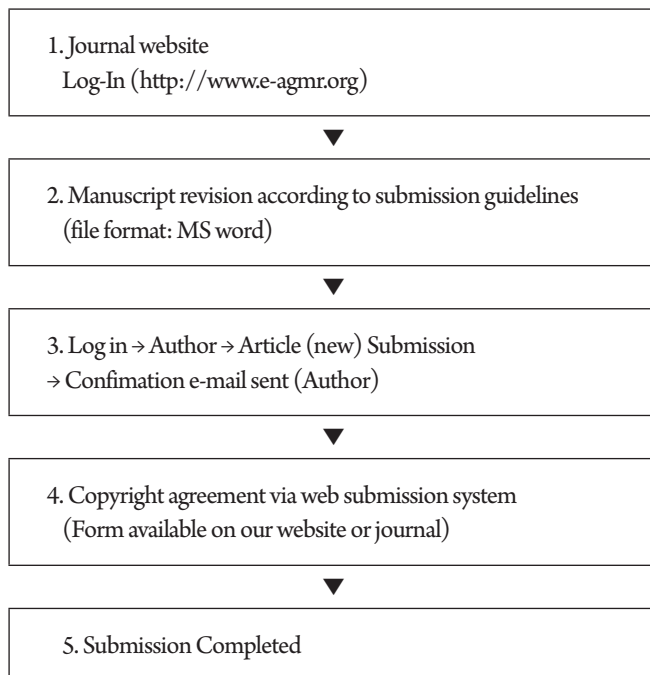 1. Journal website
Log-In (http://www.e-agmr.org)
2. Manuscript revision according to submission guidelines
(file format: MS word)
3. Log in → Author → Article (new) Submission
→ Confimation e-mail sent (Author)
4. Copyright agreement via web submission system
(Form available on our website or journal)
5. Submission Completed